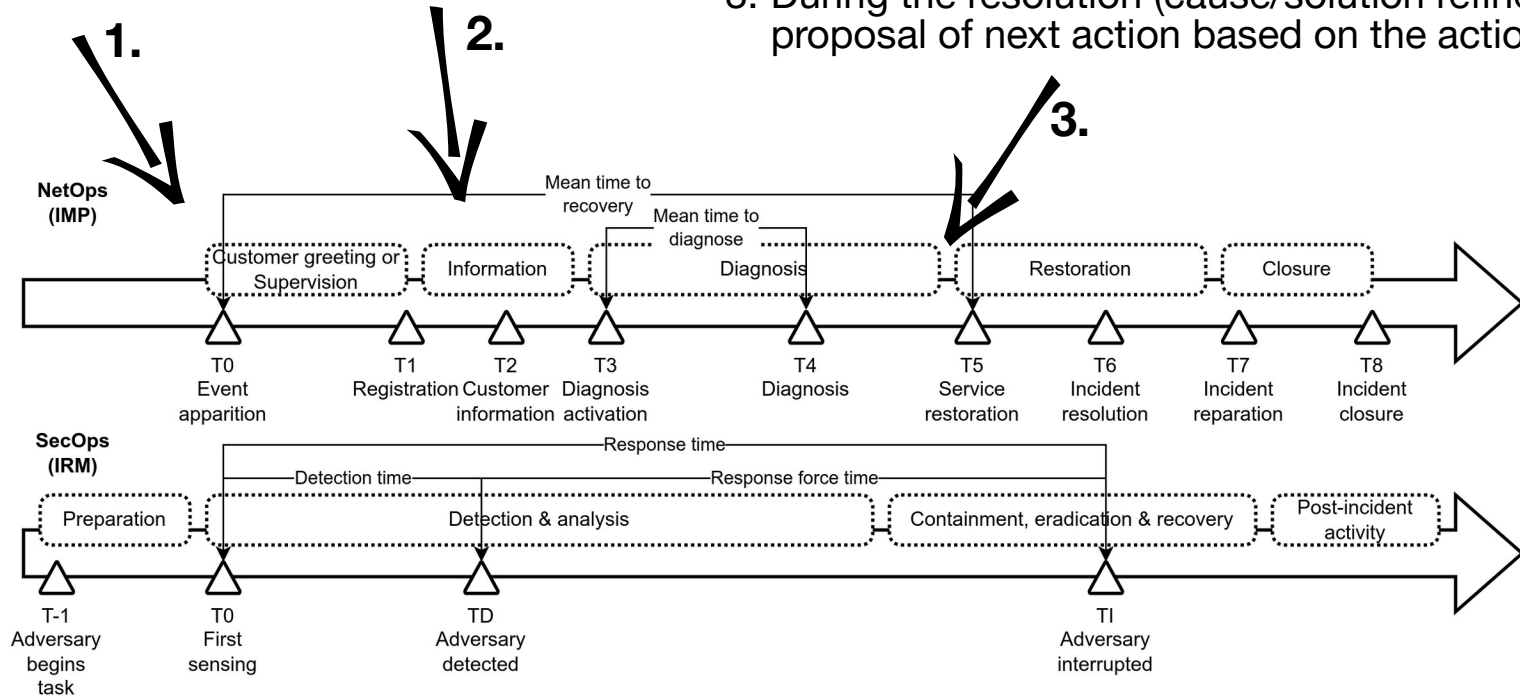 3. During the resolution (cause/solution refine
proposal of next action based on the actio
1.
2.
3.
NetOps
(IMP)
Mean time to
recovery
Mean time to
diagnose
Customer greeting or
Supervision
Information
Diagnosis
Restoration
Closure
T0
Event
apparition
T1
Registration
T2
Customer
information
T3
Diagnosis
activation
T4
Diagnosis
T5
Service
restoration
T6
Incident
resolution
T7
Incident
reparation
T8
Incident
closure
SecOps
(IRM)
Response time
Detection time
Response force time
Preparation
Detection & analysis
Containment, eradication & recovery
Post-incident
activity
T-1
Adversary
begins
task
T0
First
sensing
TD
Adversary
detected
TI
Adversary
interrupted